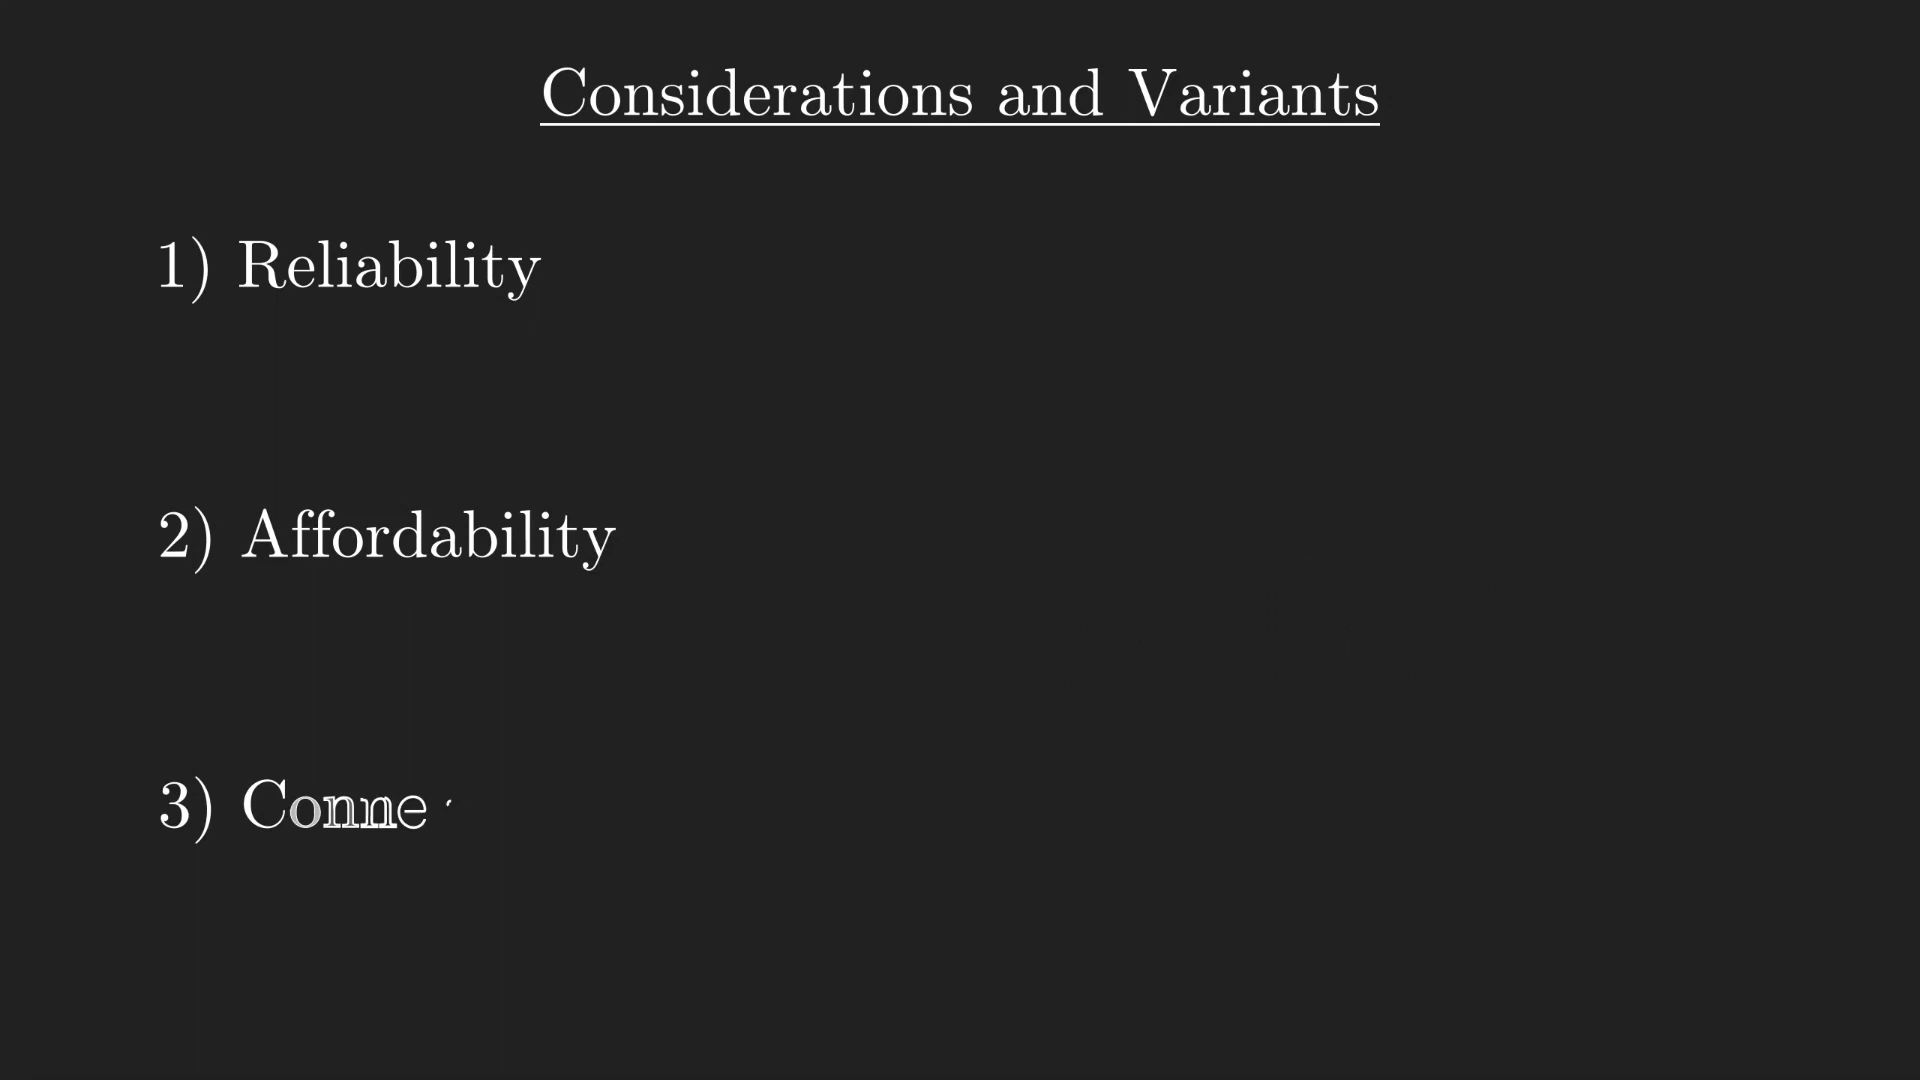 Considerations and Variants
1) Reliability
2) Affordability
3) Conne